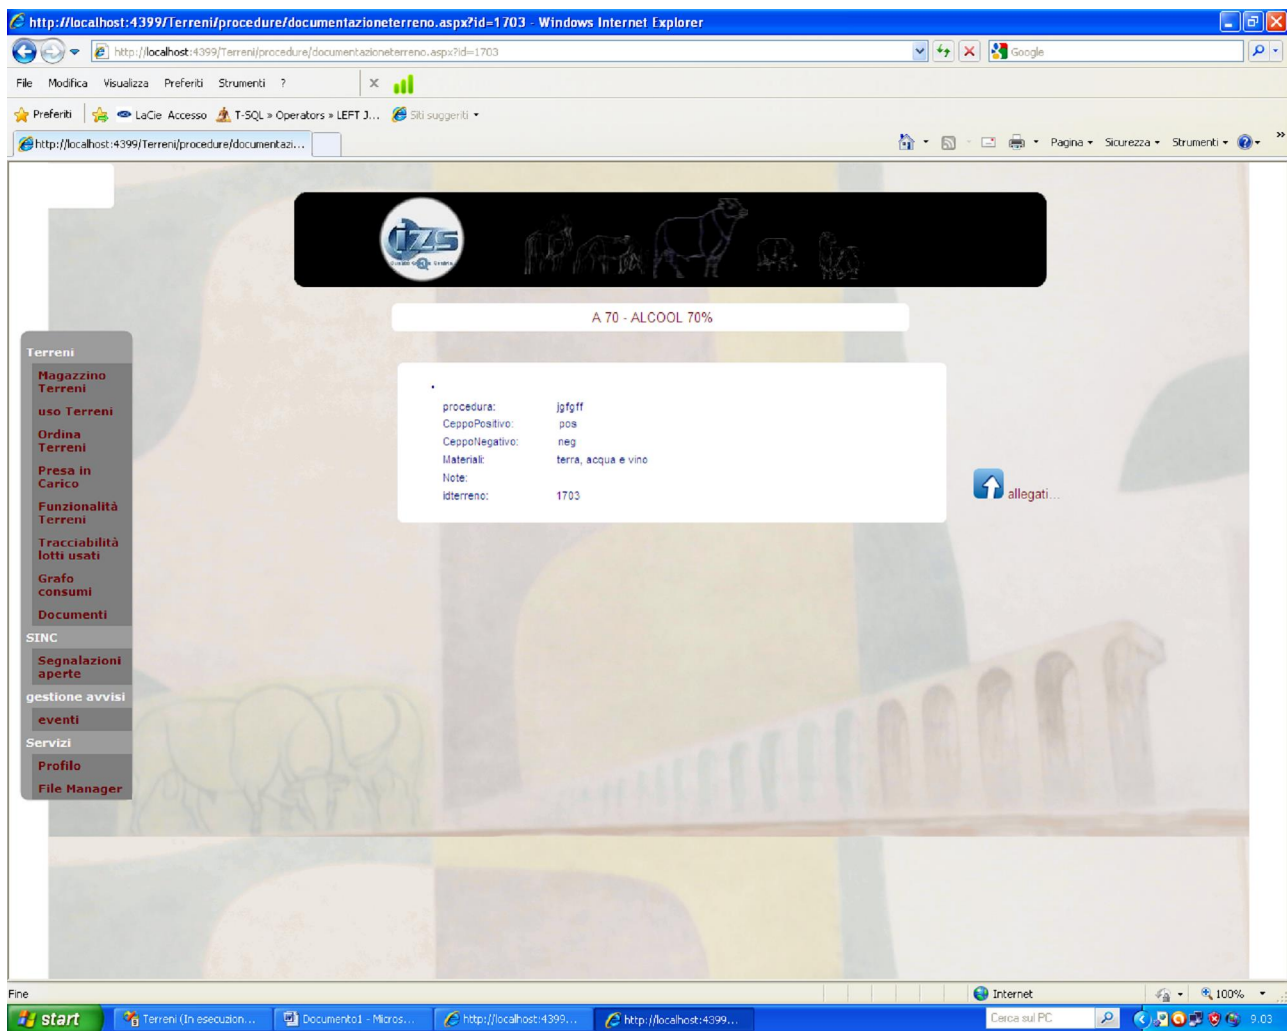 http://localhost:4399/Terreni/procedure/documentazioneterreno.aspx?id=1703 - Windows Internet Explorer
http://localhost:4399/Terreni/procedure/documentazioneterreno.aspx?id=1703
Google
File Modifica Visualizza Preferiti Strumenti ?
Preferiti LaCie Accesso T-SQL » Operators » LEFT J... Siti suggeriti
http://localhost:4399/Terreni/procedure/documentazi...
Pagina Sicurezza Strumenti »
izs
A 70 - ALCOOL 70%
Terreni
Magazzino
Terreni
uso Terreni
Ordina
Terreni
Presa in
Carico
Funzionalità
Terreni
Tracciabilità
lotti usati
Grafo
consumi
Documenti
SINC
Segnalazioni
aperte
gestione avvisi
eventi
Servizi
Profilo
File Manager
.
procedura: jgfgff
CeppoPositivo: pos
CeppoNegativo: neg
Materiali: terra, acqua e vino
Note:
idterreno: 1703
allegati...
Fine
Internet
100%
start
Terreni (In esecuzion...
Documento1 - Micros...
http://localhost:4399...
http://localhost:4399...
Cerca sul PC
9.03